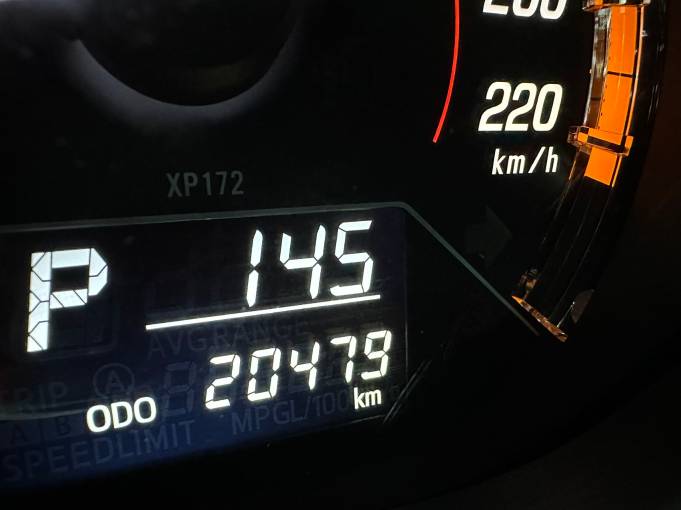 220
km/h
XP172
P 145
AVGRANGE
20479
TRIP A
ODO km
A B MPGL/100
SPEEDLIMIT